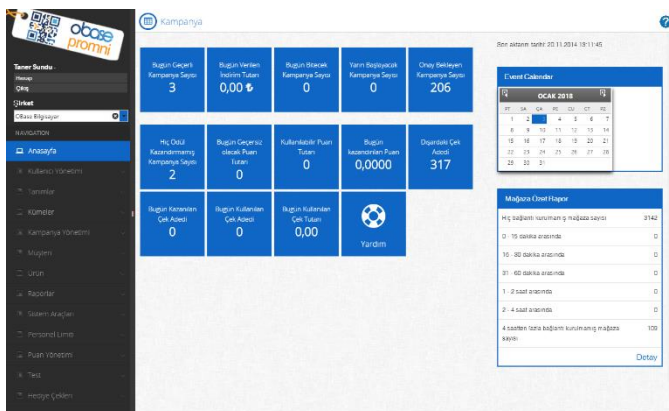 obase
promni
Taner Sundu
Hesap
Çıkış
Şirket
OBase Bilgisayar
NAVIGATION
Anasayfa
Kullanıcı Yönetimi
Tanımlar
Kümeler
Kampanya Yönetimi
Müşteri
Ürün
Raporlar
Sistem Araçları
Personel Limiti
Puan Yönetimi
Test
Hediye Çekleri
Kampanya
Bugün Geçerli
Kampanya Sayısı
3
Bugün Verilen
İndirim Tutarı
0,00 ₺
Bugün Bitecek
Kampanya Sayısı
0
Yarın Başlayacak
Kampanya Sayısı
0
Onay Bekleyen
Kampanya Sayısı
206
Hiç Ödül
Kazandırmamış
Kampanya Sayısı
2
Bugün Geçersiz
olacak Puan
Tutarı
0
Kullanılabilir Puan
Tutarı
0
Bugün
kazandırılan Puan
0,0000
Dışarıdaki Çek
Adedi
317
Bugün Kazanılan
Çek Adedi
0
Bugün Kullanılan
Çek Adedi
0
Bugün Kullanılan
Çek Tutarı
0,00
Yardım
Son aktarım tarihi: 20.11.2014 18:11:45
Event Calendar
OCAK 2018
PT SA ÇA PE CU CT PZ
1 2 3 4 5 6 7
8 9 10 11 12 13 14
15 16 17 18 19 20 21
22 23 24 25 26 27 28
29 30 31
Mağaza Özet Rapor
Hiç bağlantı kurulmamış mağaza sayısı 3142
0 - 15 dakika arasında 0
16 - 30 dakika arasında 0
31 - 60 dakika arasında 0
1 - 2 saat arasında 0
2 - 4 saat arasında 0
4 saatten fazla bağlantı kurulmamış mağaza 109
sayısı
Detay